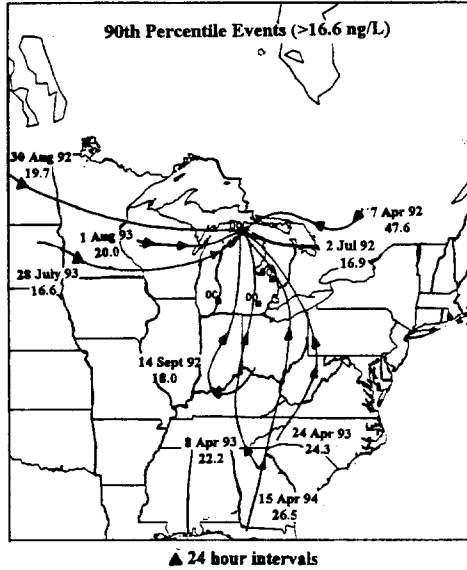 90th Percentile Events (>16.6 ng/L)
30 Aug 92
19.7
7 Apr 92
47.6
1 Aug 93
20.0
2 Jul 92
16.9
28 July 93
16.6
14 Sept 92
18.0
8 Apr 93
22.2
24 Apr 93
24.3
15 Apr 94
26.5
▲ 24 hour intervals